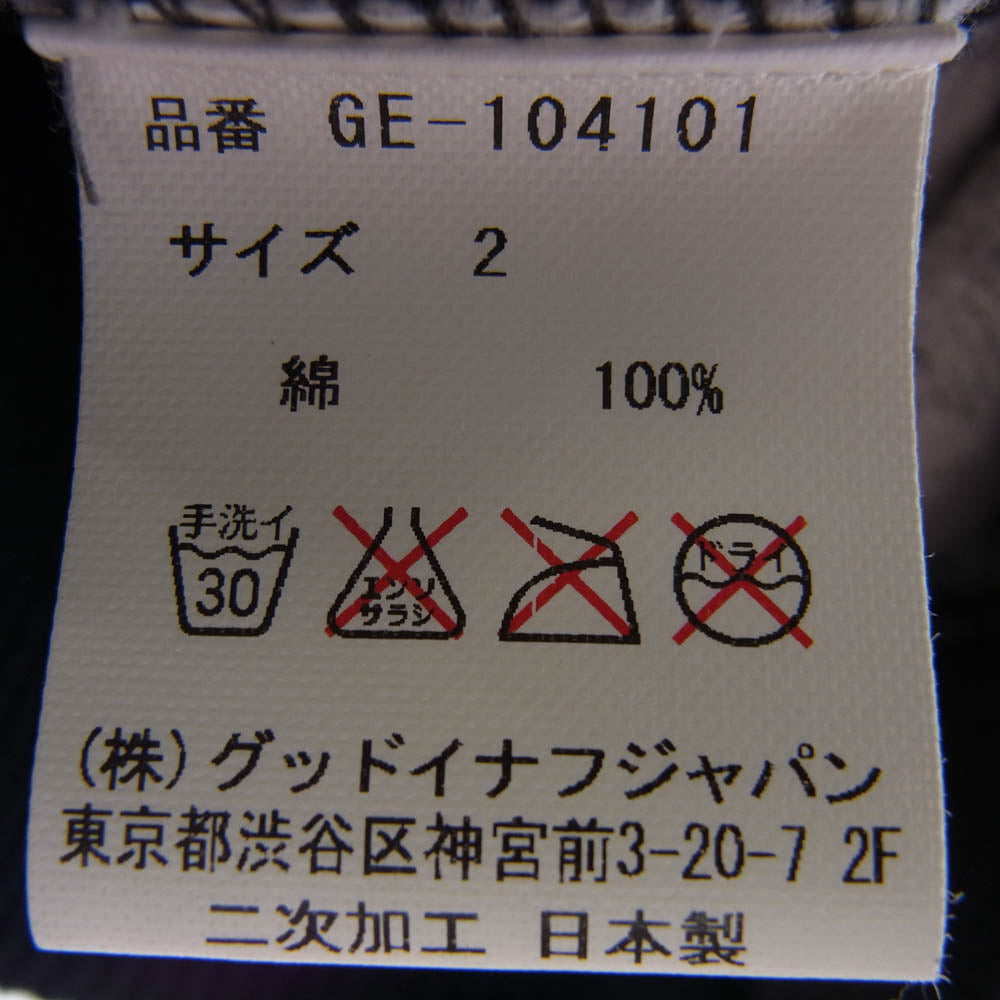 品番 GE-104101
サイズ 2
綿 100%
手洗イ
30
エンソ
サラシ
ドライ
(株)グッドイナフジャパン
東京都渋谷区神宮前3-20-7 2F
二次加工 日本製